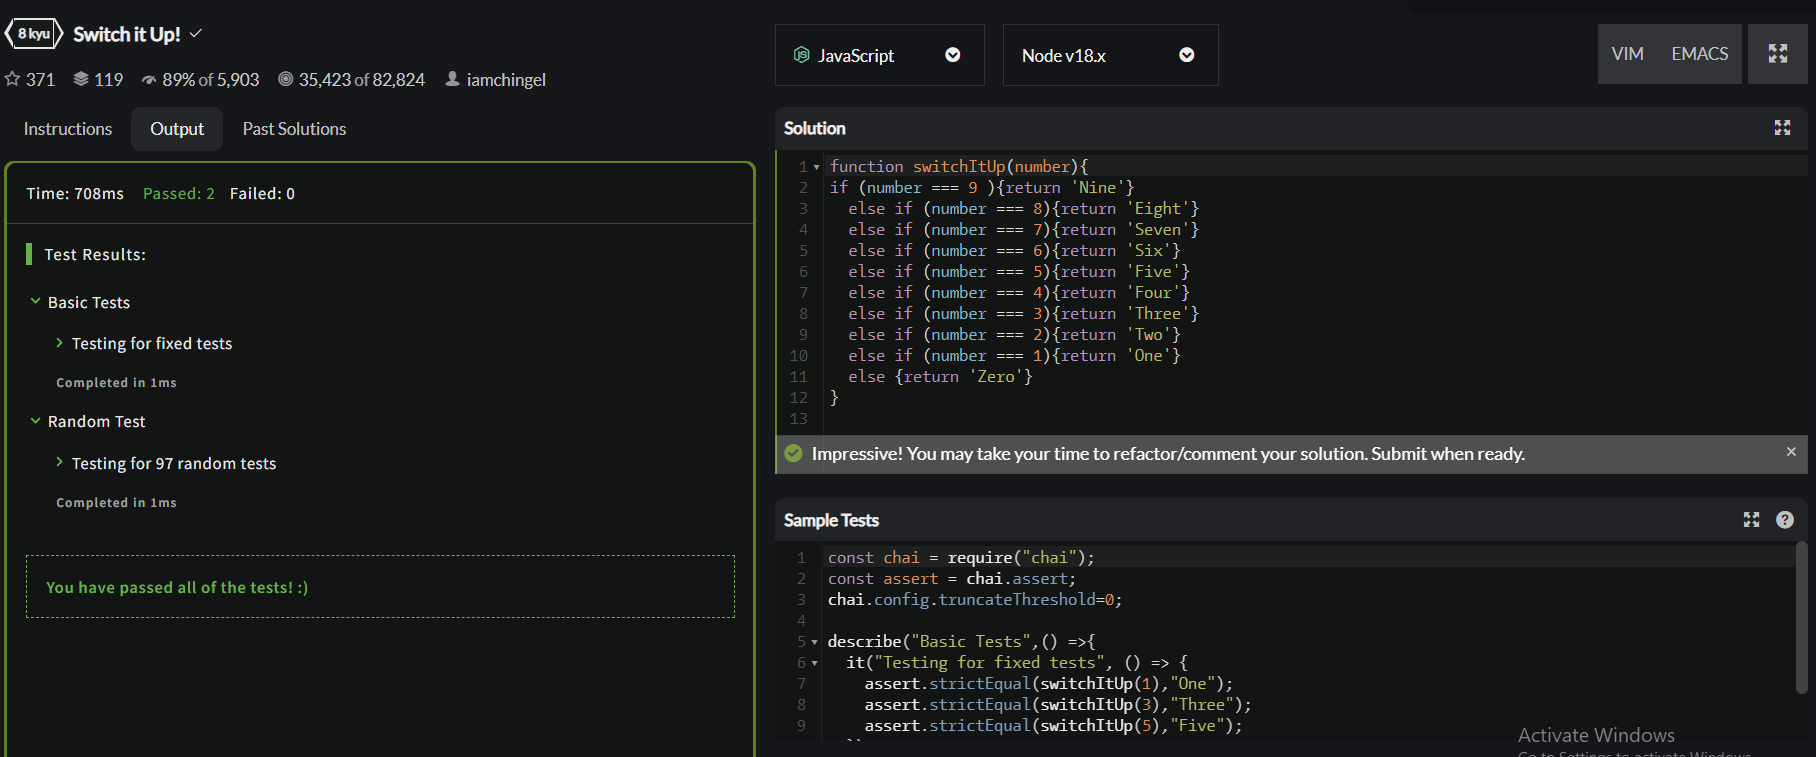 8 kyu Switch it Up!
371 119 89% of 5,903 35,423 of 82,824 iamchingel
Instructions Output Past Solutions
Time: 708ms Passed: 2 Failed: 0
Test Results:
Basic Tests
Testing for fixed tests
Completed in 1ms
Random Test
Testing for 97 random tests
Completed in 1ms
You have passed all of the tests! :)
JavaScript Node v18.x VIM EMACS
Solution
1 function switchItUp(number){
2 if (number === 9 ){return 'Nine'}
3 else if (number === 8){return 'Eight'}
4 else if (number === 7){return 'Seven'}
5 else if (number === 6){return 'Six'}
6 else if (number === 5){return 'Five'}
7 else if (number === 4){return 'Four'}
8 else if (number === 3){return 'Three'}
9 else if (number === 2){return 'Two'}
10 else if (number === 1){return 'One'}
11 else {return 'Zero'}
12 }
13
Impressive! You may take your time to refactor/comment your solution. Submit when ready.
Sample Tests
1 const chai = require("chai");
2 const assert = chai.assert;
3 chai.config.truncateThreshold=0;
4
5 describe("Basic Tests",() =>{
6 it("Testing for fixed tests", () => {
7 assert.strictEqual(switchItUp(1),"One");
8 assert.strictEqual(switchItUp(3),"Three");
9 assert.strictEqual(switchItUp(5),"Five");
Activate Windows
Go to Settings to activate Windows.